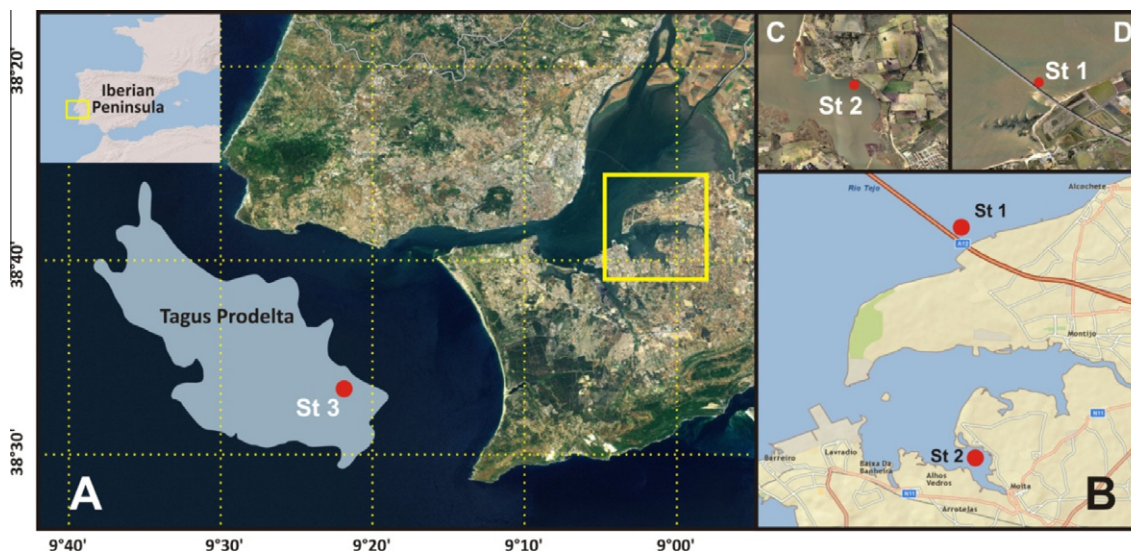 Iberian
Peninsula
38°20'
38°40'
38°30'
Tagus Prodelta
St 3
A
9°40'
9°30'
9°20'
9°10'
9°00'
C
St 2
D
St 1
Rio Tejo
Alcochete
St 1
A12
Montijo
N11
St 2
Barreiro
Lavradio
Baixa Da
Banheira
Alhos
Vedros
Moita
N11
Arroteias
B